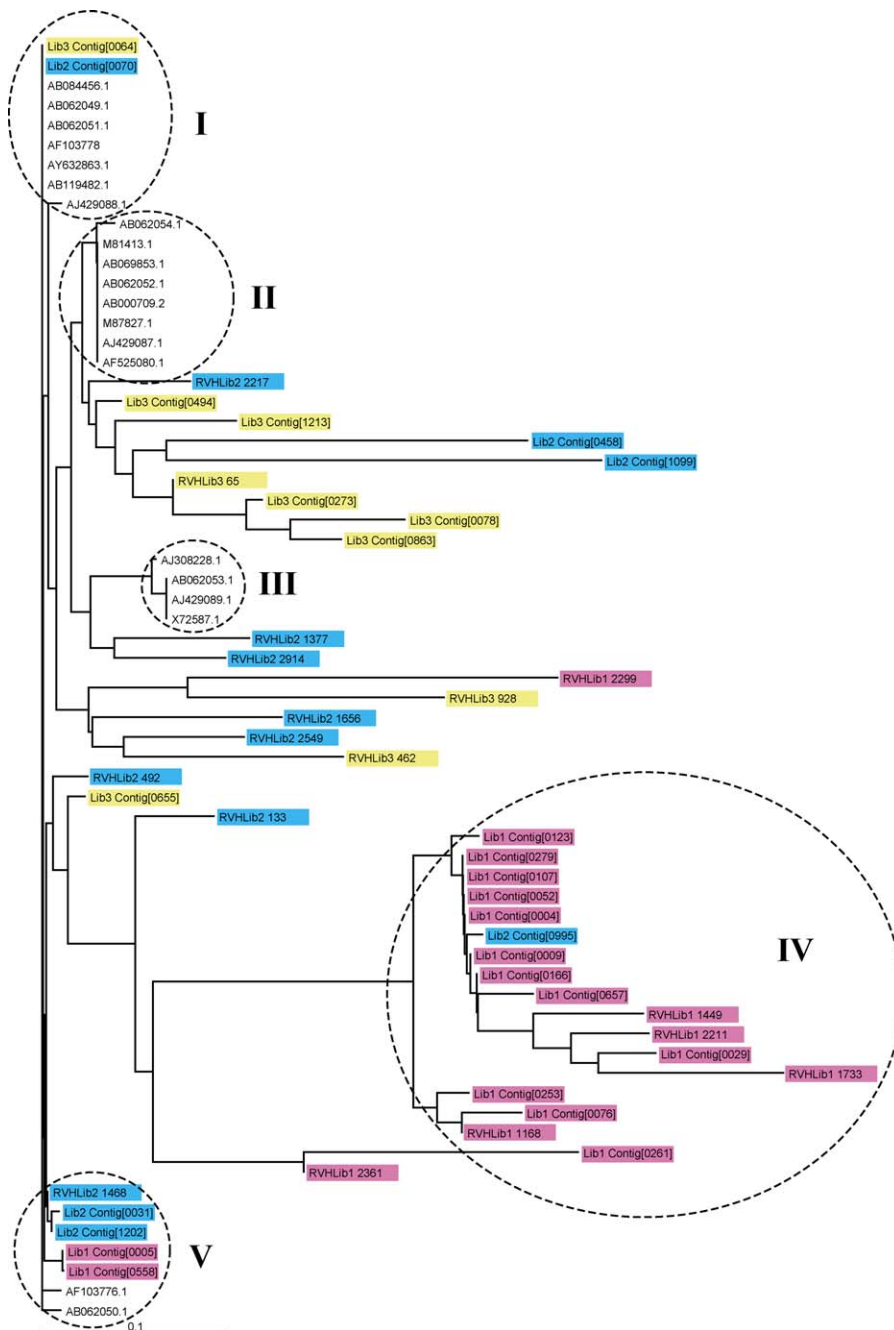 Lib3 Contig[0064]
Lib2 Contig[0070]
AB084456.1
AB062049.1
AB062051.1
I
AF103778
AY632863.1
AB119482.1
AJ429088.1
AB062054.1
M81413.1
AB069853.1
AB062052.1
II
AB000709.2
M87827.1
AJ429087.1
AF525080.1
RVHLib2 2217
Lib3 Contig[0494]
Lib3 Contig[1213]
Lib2 Contig[0458]
Lib2 Contig[1099]
RVHLib3 65
Lib3 Contig[0273]
Lib3 Contig[0078]
Lib3 Contig[0863]
AJ308228.1
AB062053.1
III
AJ429089.1
X72587.1
RVHLib2 1377
RVHLib2 2914
RVHLib1 2299
RVHLib3 928
RVHLib2 1656
RVHLib2 2549
RVHLib3 462
RVHLib2 492
Lib3 Contig[0655]
RVHLib2 133
Lib1 Contig[0123]
Lib1 Contig[0279]
Lib1 Contig[0107]
Lib1 Contig[0052]
Lib1 Contig[0004]
Lib2 Contig[0995]
IV
Lib1 Contig[0009]
Lib1 Contig[0166]
Lib1 Contig[0657]
RVHLib1 1449
RVHLib1 2211
Lib1 Contig[0029]
RVHLib1 1733
Lib1 Contig[0253]
Lib1 Contig[0076]
RVHLib1 1168
Lib1 Contig[0261]
RVHLib1 2361
RVHLib2 1468
Lib2 Contig[0031]
Lib2 Contig[1202]
Lib1 Contig[0005]
V
Lib1 Contig[0558]
AF103776.1
AB062050.1
0.1